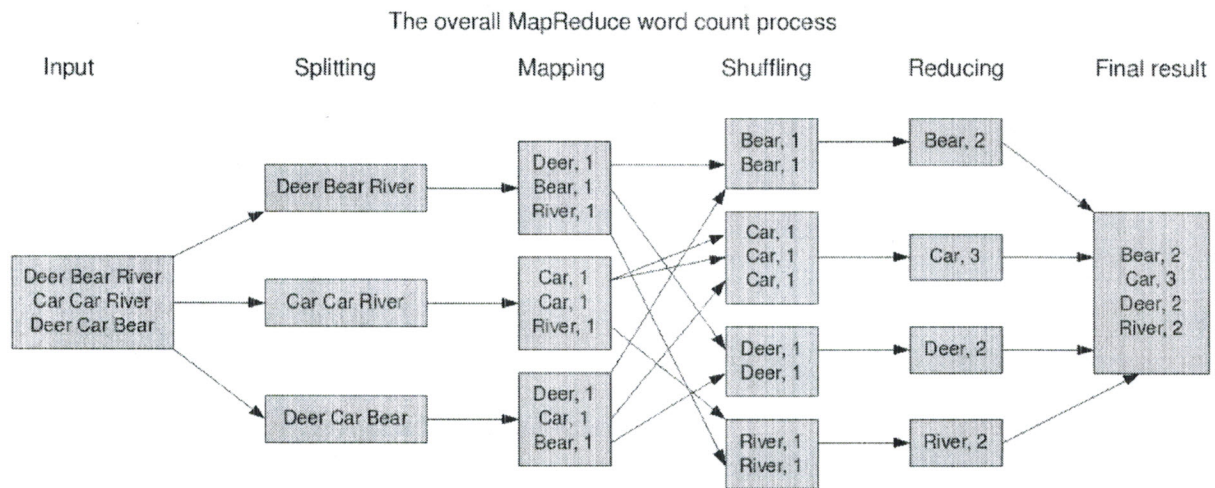 The overall MapReduce word count process
Input
Splitting
Mapping
Shuffling
Reducing
Final result
Deer Bear River
Car Car River
Deer Car Bear
Deer Bear River
Car Car River
Deer Car Bear
Deer, 1
Bear, 1
River, 1
Car, 1
Car, 1
River, 1
Deer, 1
Car, 1
Bear, 1
Bear, 1
Bear, 1
Car, 1
Car, 1
Car, 1
Deer, 1
Deer, 1
River, 1
River, 1
Bear, 2
Car, 3
Deer, 2
River, 2
Bear, 2
Car, 3
Deer, 2
River, 2